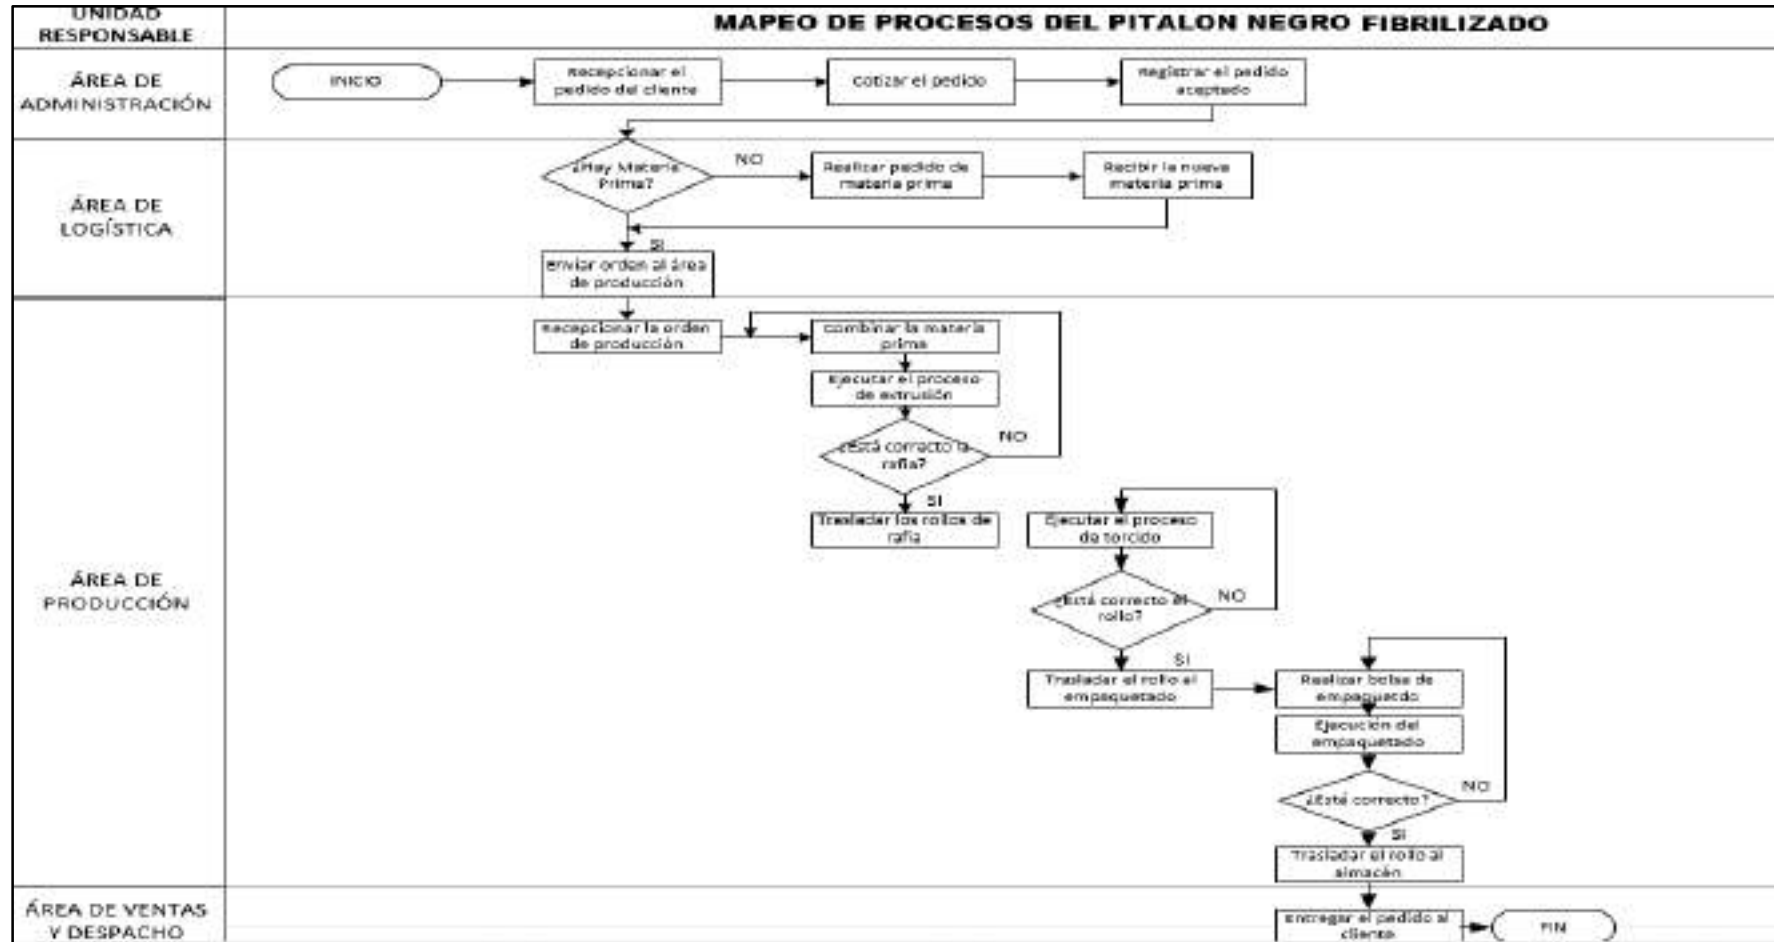 UNIDAD
RESPONSABLE
MAPEO DE PROCESOS DEL PITALON NEGRO FIBRILIZADO
ÁREA DE
ADMINISTRACIÓN
INICIO
Recepcionar el
pedido del cliente
Cotizar el pedido
Registrar el pedido
aceptado
ÁREA DE
LOGÍSTICA
¿Hay Materia
Prima?
NO
Realizar pedido de
materia prima
Recibir la nueva
materia prima
SI
Enviar orden al área
de producción
ÁREA DE
PRODUCCIÓN
Recepcionar la orden
de producción
Combinar la materia
prima
Ejecutar el proceso
de extrusión
¿Está correcto la
rafia?
NO
SI
Trasladar los rollos de
rafia
Ejecutar el proceso
de torcido
¿Está correcto el
rollo?
NO
SI
Trasladar el rollo al
empaquetado
Realizar bolsa de
empaquetdo
Ejecución del
empaquetado
¿Está correcto?
NO
SI
Trasladar el rollo al
almacén
ÁREA DE VENTAS
Y DESPACHO
Entregar el pedido al
cliente
FIN